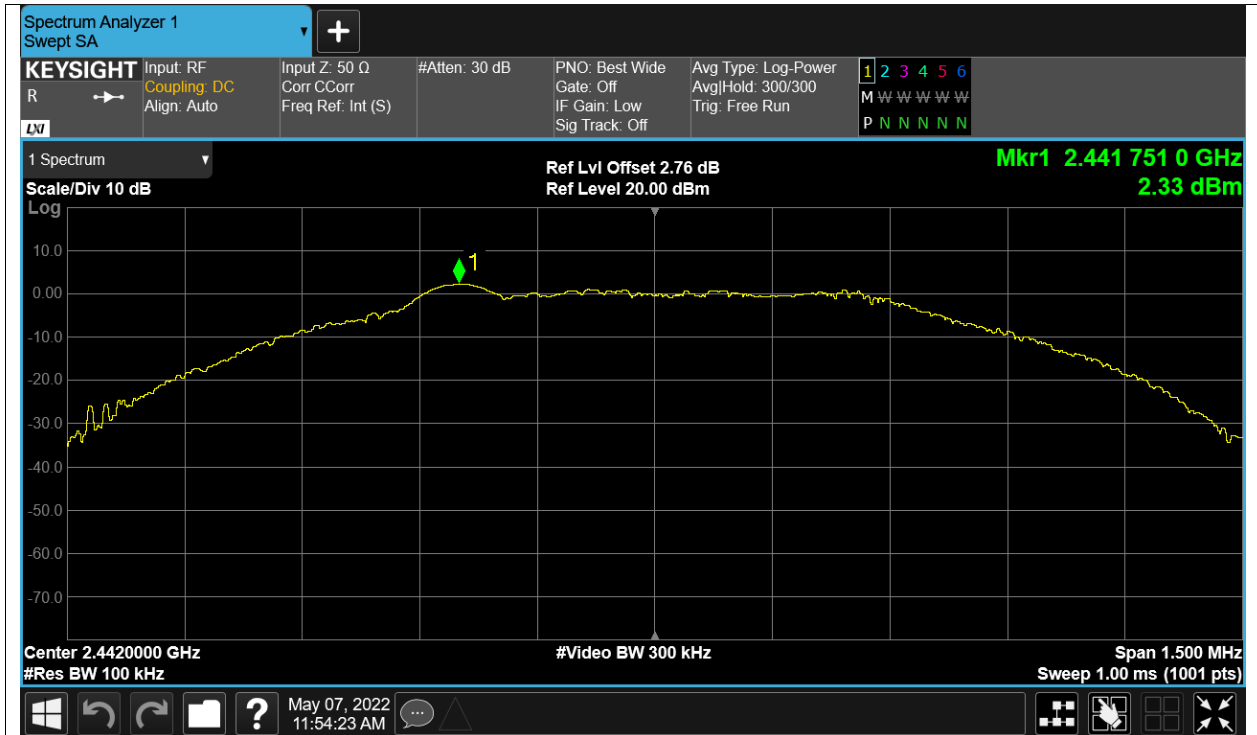 Spectrum Analyzer 1
Swept SA
+
KEYSIGHT
R
LXI
Input: RF
Coupling: DC
Align: Auto
Input Z: 50 Ω
Corr CCorr
Freq Ref: Int (S)
#Atten: 30 dB
PNO: Best Wide
Gate: Off
IF Gain: Low
Sig Track: Off
Avg Type: Log-Power
Avg|Hold: 300/300
Trig: Free Run
1 2 3 4 5 6
M W W W W W
P N N N N N
1 Spectrum
Scale/Div 10 dB
Log
Ref Lvl Offset 2.76 dB
Ref Level 20.00 dBm
Mkr1 2.441 751 0 GHz
2.33 dBm
10.0
1
0.00
-10.0
-20.0
-30.0
-40.0
-50.0
-60.0
-70.0
Center 2.4420000 GHz
#Video BW 300 kHz
Span 1.500 MHz
#Res BW 100 kHz
Sweep 1.00 ms (1001 pts)
?
May 07, 2022
11:54:23 AM